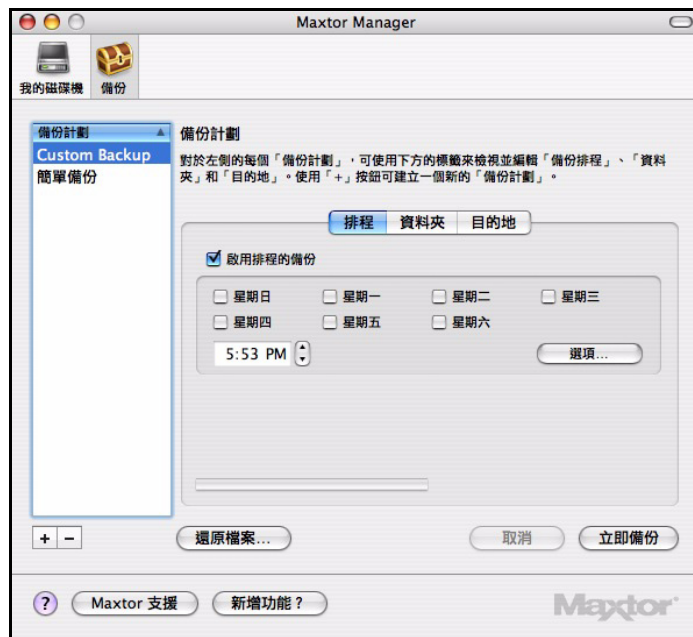 Maxtor Manager
我的磁碟機
備份
備份計劃
Custom Backup
簡單備份
備份計劃
對於左側的每個「備份計劃」，可使用下方的標籤來檢視並編輯「備份排程」、「資料
夾」和「目的地」。使用「+」按鈕可建立一個新的「備份計劃」。
排程 資料夾 目的地
啟用排程的備份
星期日 星期一 星期二 星期三
星期四 星期五 星期六
5:53 PM 選項...
+ −
還原檔案... 取消 立即備份
? Maxtor 支援 新增功能？ Maxtor